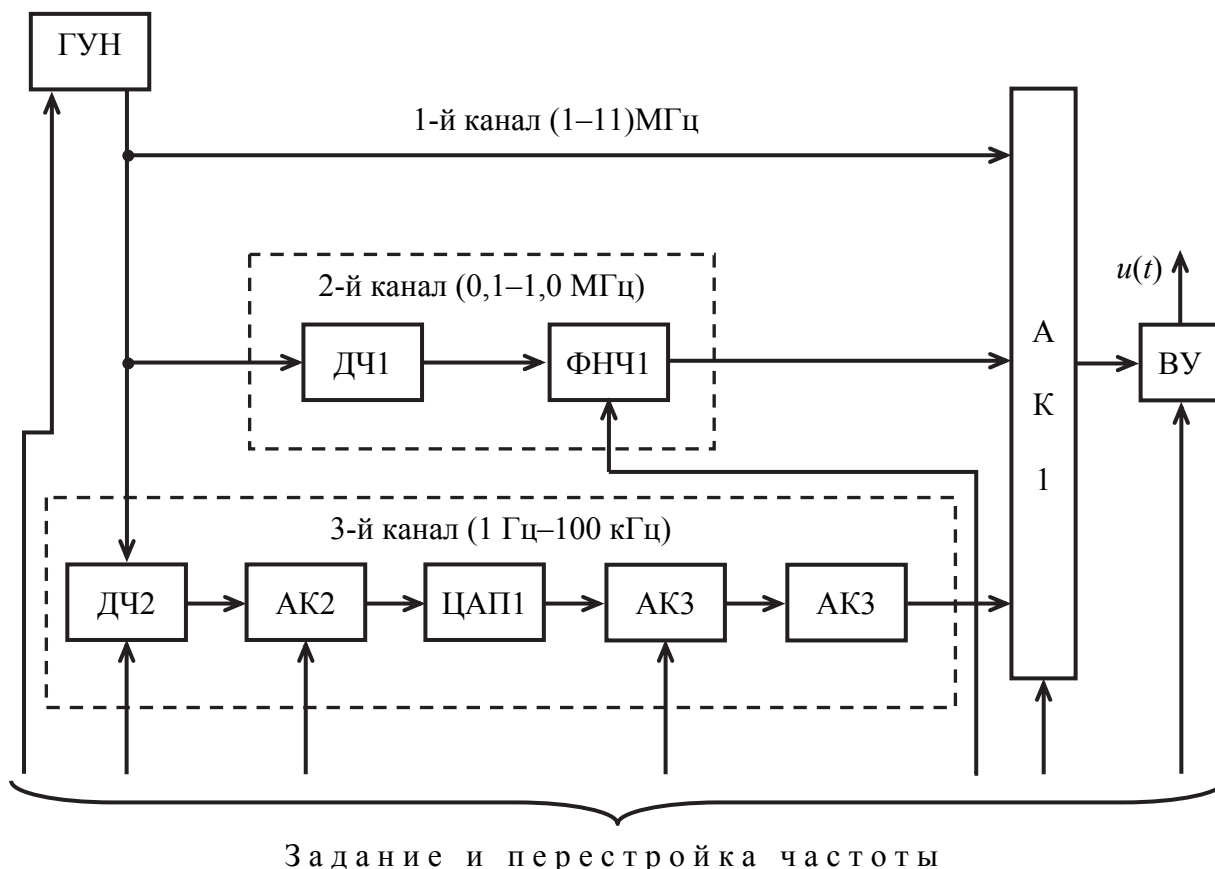 ГУН
1-й канал (1–11)МГц
2-й канал (0,1–1,0 МГц)
u(t)
ДЧ1
ФНЧ1
А
К
1
ВУ
3-й канал (1 Гц–100 кГц)
ДЧ2
АК2
ЦАП1
АК3
АК3
Задание и перестройка частоты